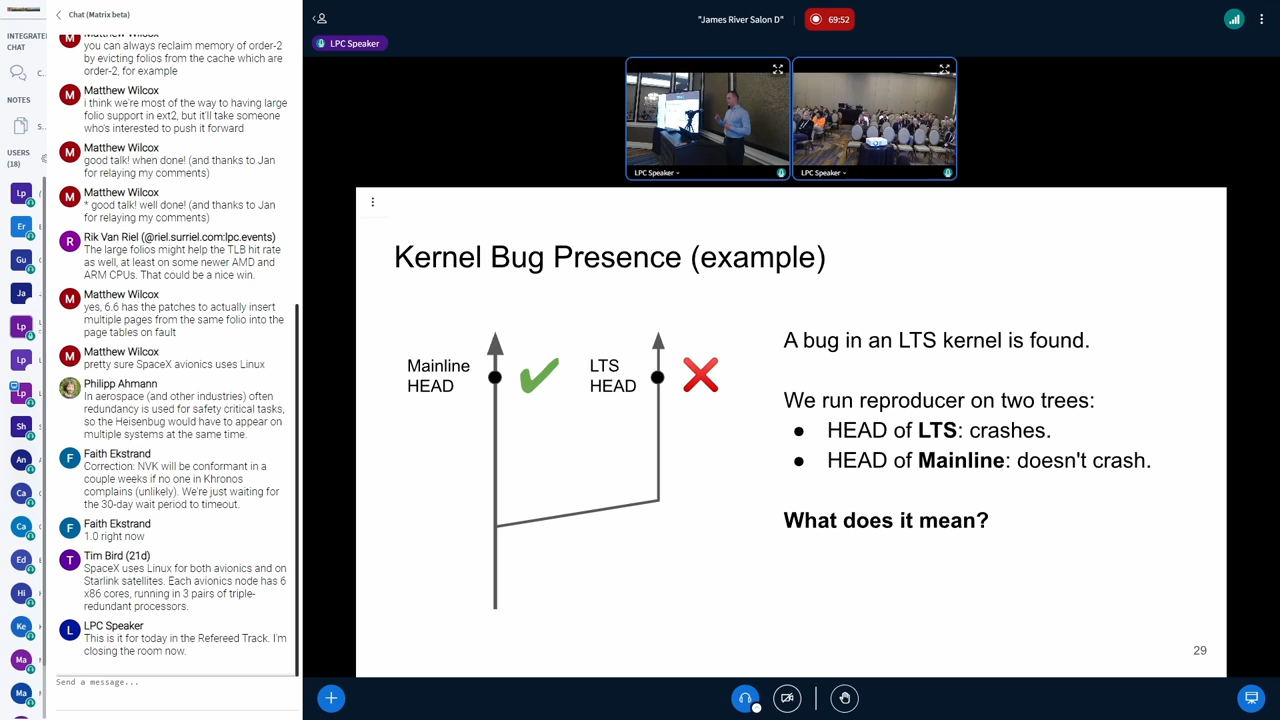 INTEGRATED
CHAT
C..
NOTES
S..
USERS
(18)
Lp
Er
Gu
Ja
Lp
Lp
Lp
Sh
An
Ca
Ca
Ed
Hi
Ke
Ma
Ma
Chat (Matrix beta)
M
Matthew Wilcox
you can always reclaim memory of order-2
by evicting folios from the cache which are
order-2, for example
M
Matthew Wilcox
i think we're most of the way to having large
folio support in ext2, but it'll take someone
who's interested to push it forward
M
Matthew Wilcox
good talk! when done! (and thanks to Jan
for relaying my comments)
M
Matthew Wilcox
* good talk! well done! (and thanks to Jan
for relaying my comments)
R
Rik Van Riel (@riel.surriel.com:lpc.events)
The large folios might help the TLB hit rate
as well, at least on some newer AMD and
ARM CPUs. That could be a nice win.
M
Matthew Wilcox
yes, 6.6 has the patches to actually insert
multiple pages from the same folio into the
page tables on fault
M
Matthew Wilcox
pretty sure SpaceX avionics uses Linux
Philipp Ahmann
In aerospace (and other industries) often
redundancy is used for safety critical tasks,
so the Heisenbug would have to appear on
multiple systems at the same time.
F
Faith Ekstrand
Correction: NVK will be conformant in a
couple weeks if no one in Khronos
complains (unlikely). We're just waiting for
the 30-day wait period to timeout.
F
Faith Ekstrand
1.0 right now
T
Tim Bird (21d)
SpaceX uses Linux for both avionics and on
Starlink satellites. Each avionics node has 6
x86 cores, running in 3 pairs of triple-
redundant processors.
L
LPC Speaker
This is it for today in the Refereed Track. I'm
closing the room now.
Send a message...
"James River Salon D"
69:52
LPC Speaker
LPC Speaker
LPC Speaker
Kernel Bug Presence (example)
Mainline
HEAD
LTS
HEAD
A bug in an LTS kernel is found.
We run reproducer on two trees:
● HEAD of LTS: crashes.
● HEAD of Mainline: doesn't crash.
What does it mean?
29